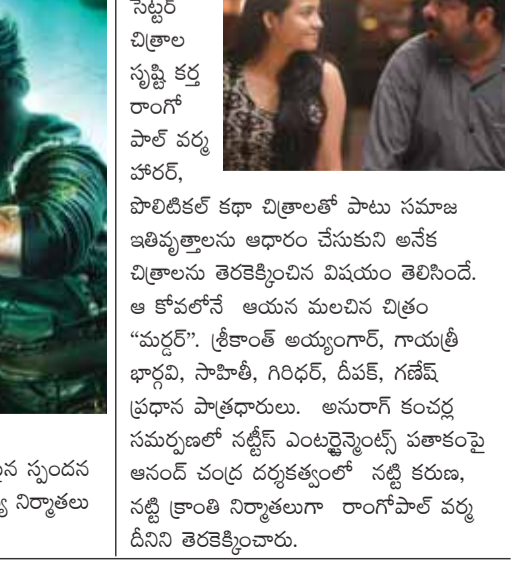 సెట్టర్
చిత్రాల
సృష్టి కర్త
రాంగో
పాల్ వర్మ
హారర్,
పొలిటికల్ కథా చిత్రాలతో పాటు సమాజ
ఇతివృత్తాలను ఆధారం చేసుకుని అనేక
చిత్రాలను తెరకెక్కించిన విషయం తెలిసిందే.
ఆ కోవలోనే ఆయన మలచిన చిత్రం
“మర్డర్”. శ్రీకాంత్ అయ్యంగార్, గాయత్రీ
భార్గవి, సాహితీ, గిరిధర్, దీపక్, గణేష్
ప్రధాన పాత్రధారులు. అనురాగ్ కంచర్ల
సమర్పణలో నట్టీస్ ఎంటర్టైన్మెంట్స్ పతాకంపై
ఆనంద్ చంద్ర దర్శకత్వంలో నట్టి కరుణ,
నట్టి క్రాంతి నిర్మాతలుగా రాంగోపాల్ వర్మ
దీనిని తెరకెక్కించారు.
స్పందన
నిర్మాతలు